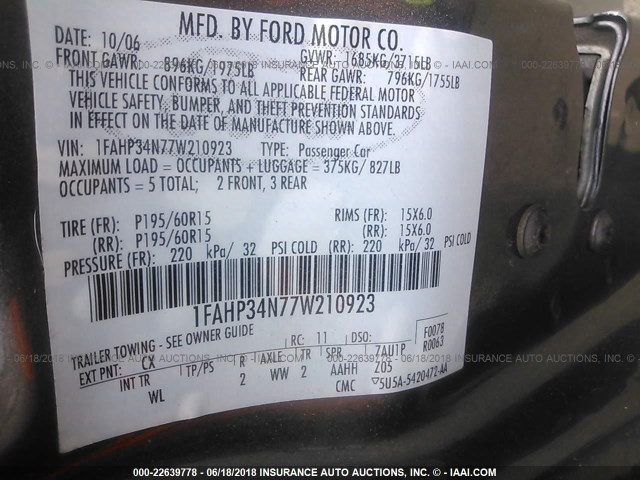 MFD. BY FORD MOTOR CO.
DATE: 10/06 GVWR: 1685KG/3715LB
FRONT GAWR: 896KG/1975LB REAR GAWR: 796KG/1755LB
THIS VEHICLE CONFORMS TO ALL APPLICABLE FEDERAL MOTOR
VEHICLE SAFETY, BUMPER, AND THEFT PREVENTION STANDARDS
IN EFFECT ON THE DATE OF MANUFACTURE SHOWN ABOVE.
VIN: 1FAHP34N77W210923 TYPE: Passenger Car
MAXIMUM LOAD = OCCUPANTS + LUGGAGE = 375KG/ 827LB
OCCUPANTS = 5 TOTAL; 2 FRONT, 3 REAR
TIRE (FR): P195/60R15 RIMS (FR): 15X6.0
(RR): P195/60R15 (RR): 15X6.0
PRESSURE (FR): 220 kPa/ 32 PSI COLD (RR): 220 kPa/ 32 PSI COLD
1FAHP34N77W210923
TRAILER TOWING - SEE OWNER GUIDE RC: 11 DSO: F0078
R0063
EXT PNT: CX INT TR TP/PS R AXLE TR SPR 7AU1P
WL 2 WW 2 AAHH Z05
CMC 5U5A-5420472-AA
000-22639778 - 06/18/2018 INSURANCE AUTO AUCTIONS, INC. - © - IAAI.COM